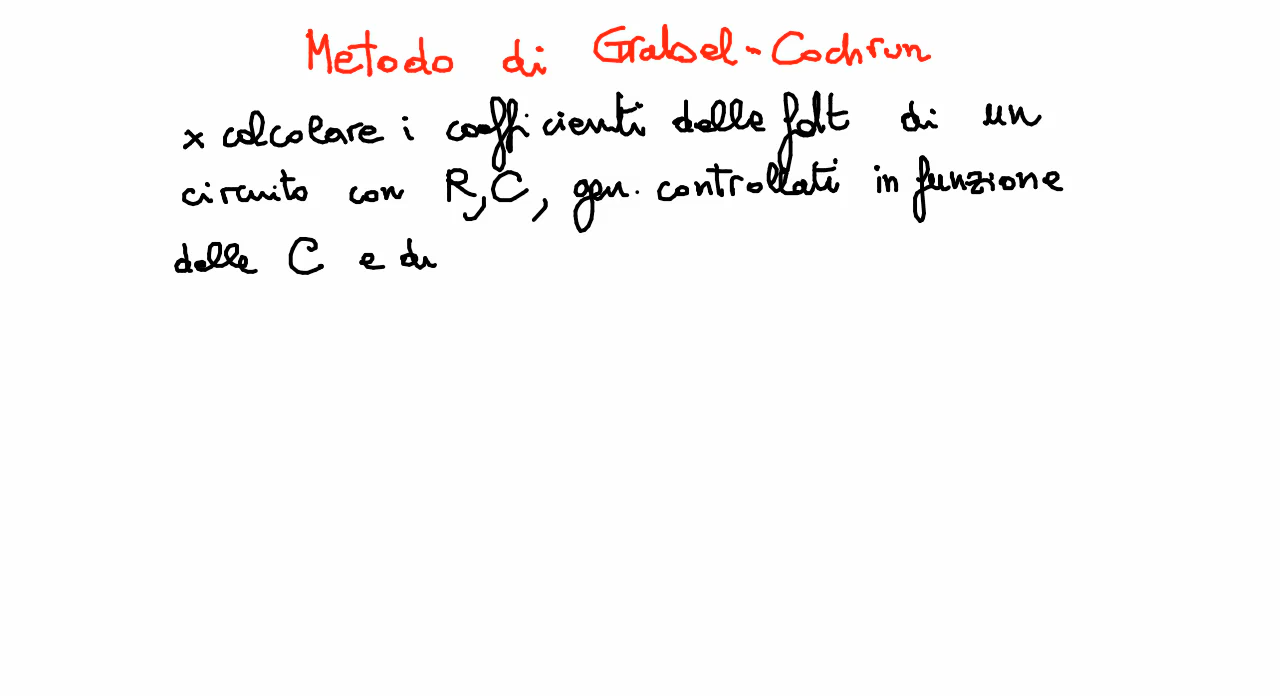 Metodo di Grabel-Cochrun
x calcolare i coefficienti delle fdt di un
circuito con R, C, gen. controllati in funzione
delle C e di